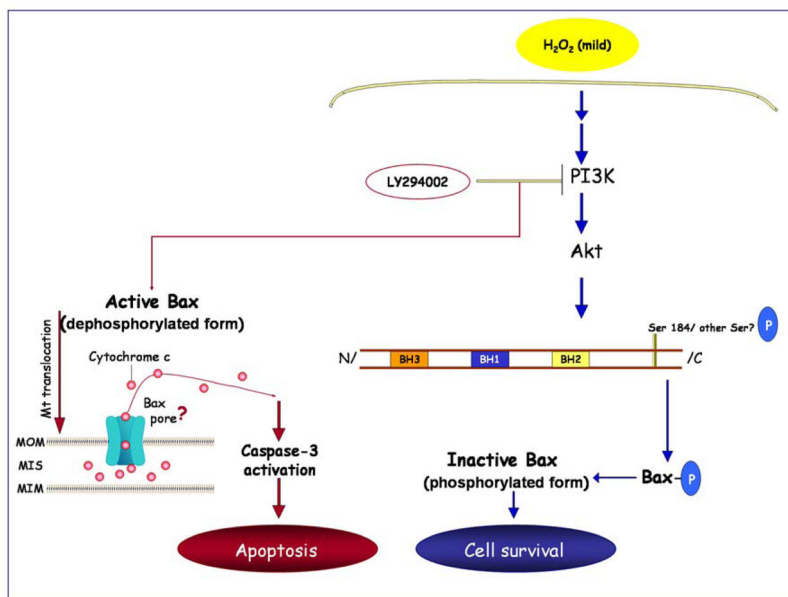 H₂O₂ (mild)
LY294002
PI3K
Akt
Active Bax
(dephosphorylated form)
Ser 184/ other Ser?
P
N/
BH3
BH1
BH2
/C
Mt translocation
Cytochrome c
Bax
pore?
MOM
MIS
MIM
Caspase-3
activation
Inactive Bax
(phosphorylated form)
Bax-P
Apoptosis
Cell survival